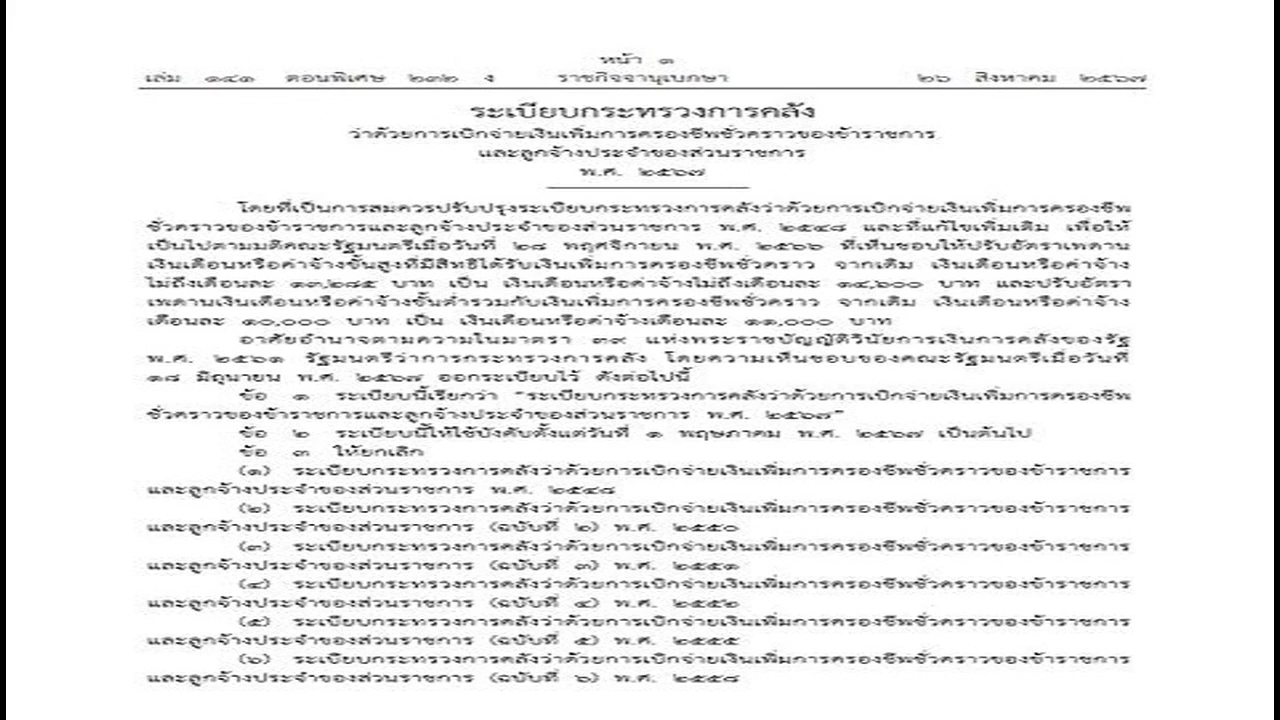 หน้า ๑
เล่ม ๑๔๑ ตอนพิเศษ ๒๓๒ ง ราชกิจจานุเบกษา ๒๖ สิงหาคม ๒๕๖๗
ระเบียบกระทรวงการคลัง
ว่าด้วยการเบิกจ่ายเงินเพิ่มการครองชีพชั่วคราวของข้าราชการ
และลูกจ้างประจำของส่วนราชการ
พ.ศ. ๒๕๖๗
โดยที่เป็นการสมควรปรับปรุงระเบียบกระทรวงการคลังว่าด้วยการเบิกจ่ายเงินเพิ่มการครองชีพ
ชั่วคราวของข้าราชการและลูกจ้างประจำของส่วนราชการ พ.ศ. ๒๕๔๘ และที่แก้ไขเพิ่มเติม เพื่อให้
เป็นไปตามมติคณะรัฐมนตรีเมื่อวันที่ ๒๘ พฤศจิกายน พ.ศ. ๒๕๖๖ ที่เห็นชอบให้ปรับอัตราเพดาน
เงินเดือนหรือค่าจ้างขั้นสูงที่มีสิทธิได้รับเงินเพิ่มการครองชีพชั่วคราว จากเดิม เงินเดือนหรือค่าจ้าง
ไม่ถึงเดือนละ ๑๓,๒๘๕ บาท เป็น เงินเดือนหรือค่าจ้างไม่ถึงเดือนละ ๑๔,๖๐๐ บาท และปรับอัตรา
เพดานเงินเดือนหรือค่าจ้างขั้นต่ำรวมกับเงินเพิ่มการครองชีพชั่วคราว จากเดิม เงินเดือนหรือค่าจ้าง
เดือนละ ๑๐,๐๐๐ บาท เป็น เงินเดือนหรือค่าจ้างเดือนละ ๑๑,๐๐๐ บาท
อาศัยอำนาจตามความในมาตรา ๓๙ แห่งพระราชบัญญัติวินัยการเงินการคลังของรัฐ
พ.ศ. ๒๕๖๑ รัฐมนตรีว่าการกระทรวงการคลัง โดยความเห็นชอบของคณะรัฐมนตรีเมื่อวันที่
๑๘ มิถุนายน พ.ศ. ๒๕๖๗ ออกระเบียบไว้ ดังต่อไปนี้
ข้อ ๑ ระเบียบนี้เรียกว่า “ระเบียบกระทรวงการคลังว่าด้วยการเบิกจ่ายเงินเพิ่มการครองชีพ
ชั่วคราวของข้าราชการและลูกจ้างประจำของส่วนราชการ พ.ศ. ๒๕๖๗”
ข้อ ๒ ระเบียบนี้ให้ใช้บังคับตั้งแต่วันที่ ๑ พฤษภาคม พ.ศ. ๒๕๖๗ เป็นต้นไป
ข้อ ๓ ให้ยกเลิก
(๑) ระเบียบกระทรวงการคลังว่าด้วยการเบิกจ่ายเงินเพิ่มการครองชีพชั่วคราวของข้าราชการ
และลูกจ้างประจำของส่วนราชการ พ.ศ. ๒๕๔๘
(๒) ระเบียบกระทรวงการคลังว่าด้วยการเบิกจ่ายเงินเพิ่มการครองชีพชั่วคราวของข้าราชการ
และลูกจ้างประจำของส่วนราชการ (ฉบับที่ ๒) พ.ศ. ๒๕๕๐
(๓) ระเบียบกระทรวงการคลังว่าด้วยการเบิกจ่ายเงินเพิ่มการครองชีพชั่วคราวของข้าราชการ
และลูกจ้างประจำของส่วนราชการ (ฉบับที่ ๓) พ.ศ. ๒๕๕๑
(๔) ระเบียบกระทรวงการคลังว่าด้วยการเบิกจ่ายเงินเพิ่มการครองชีพชั่วคราวของข้าราชการ
และลูกจ้างประจำของส่วนราชการ (ฉบับที่ ๔) พ.ศ. ๒๕๕๒
(๕) ระเบียบกระทรวงการคลังว่าด้วยการเบิกจ่ายเงินเพิ่มการครองชีพชั่วคราวของข้าราชการ
และลูกจ้างประจำของส่วนราชการ (ฉบับที่ ๕) พ.ศ. ๒๕๕๕
(๖) ระเบียบกระทรวงการคลังว่าด้วยการเบิกจ่ายเงินเพิ่มการครองชีพชั่วคราวของข้าราชการ
และลูกจ้างประจำของส่วนราชการ (ฉบับที่ ๖) พ.ศ. ๒๕๕๘